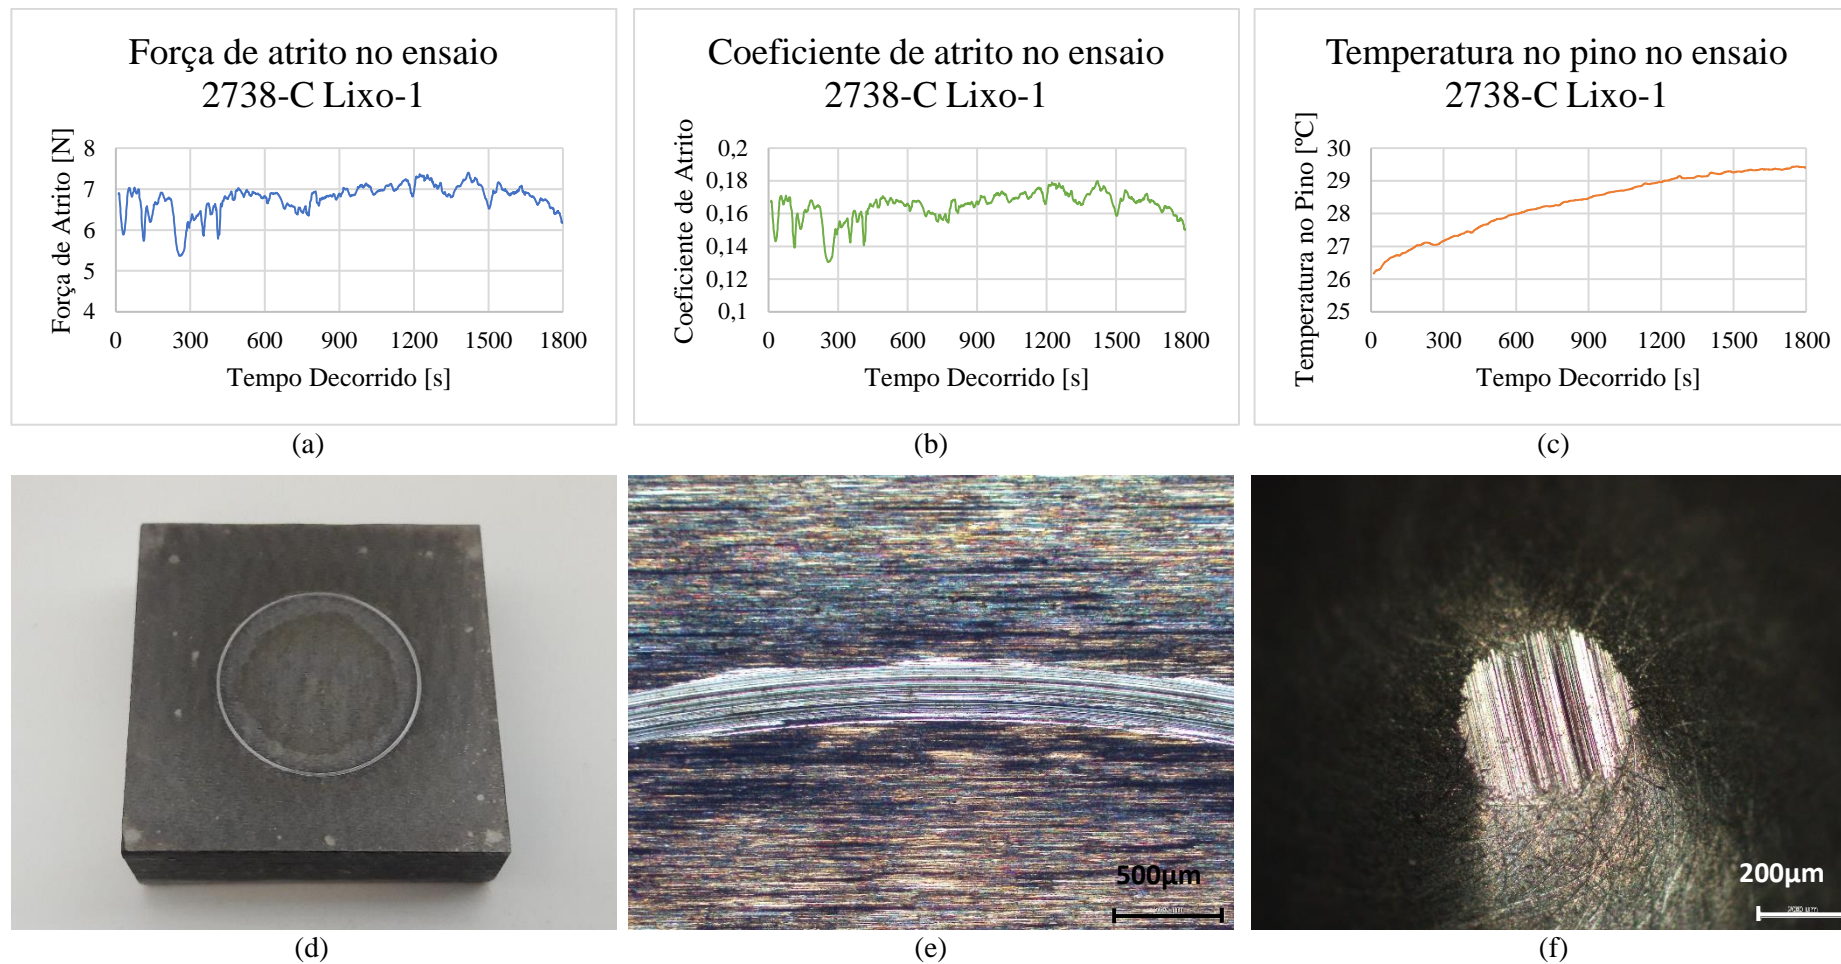 Força de atrito no ensaio
2738-C Lixo-1
Força de Atrito [N]
8
7
6
5
4
0 300 600 900 1200 1500 1800
Tempo Decorrido [s]
(a)
Coeficiente de atrito no ensaio
2738-C Lixo-1
Coeficiente de Atrito
0,2
0,18
0,16
0,14
0,12
0,1
0 300 600 900 1200 1500 1800
Tempo Decorrido [s]
(b)
Temperatura no pino no ensaio
2738-C Lixo-1
Temperatura no Pino [ºC]
30
29
28
27
26
25
0 300 600 900 1200 1500 1800
Tempo Decorrido [s]
(c)
(d)
500µm
(e)
200µm
(f)